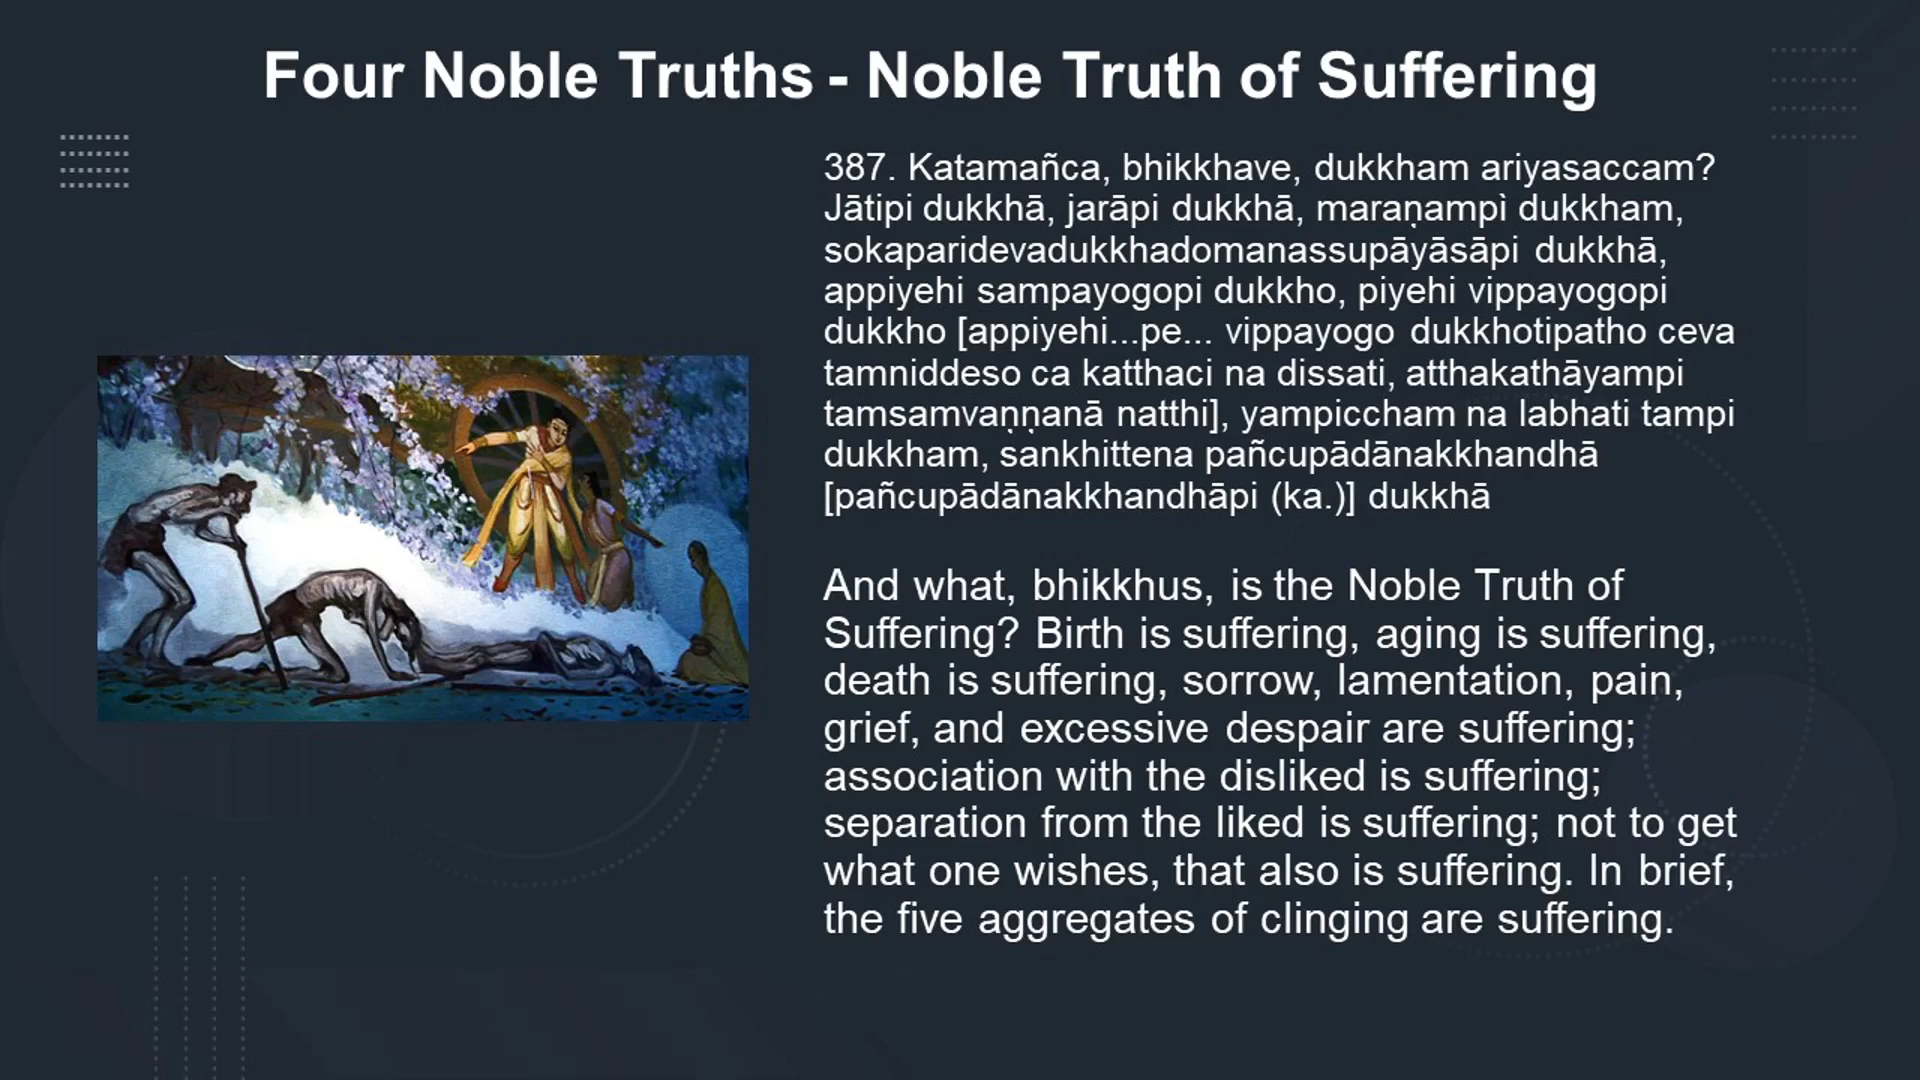 Four Noble Truths - Noble Truth of Suffering
387. Katamañca, bhikkhave, dukkham ariyasaccam?
Jātipi dukkhā, jarāpi dukkhā, maraṇampì dukkham,
sokaparidevadukkhadomanassupāyāsāpi dukkhā,
appiyehi sampayogopi dukkho, piyehi vippayogopi
dukkho [appiyehi...pe... vippayogo dukkhotipatho ceva
tamniddeso ca katthaci na dissati, atthakathāyampi
tamsamvaṇṇanā natthi], yampiccham na labhati tampi
dukkham, sankhittena pañcupādānakkhandhā
[pañcupādānakkhandhāpi (ka.)] dukkhā
And what, bhikkhus, is the Noble Truth of
Suffering? Birth is suffering, aging is suffering,
death is suffering, sorrow, lamentation, pain,
grief, and excessive despair are suffering;
association with the disliked is suffering;
separation from the liked is suffering; not to get
what one wishes, that also is suffering. In brief,
the five aggregates of clinging are suffering.